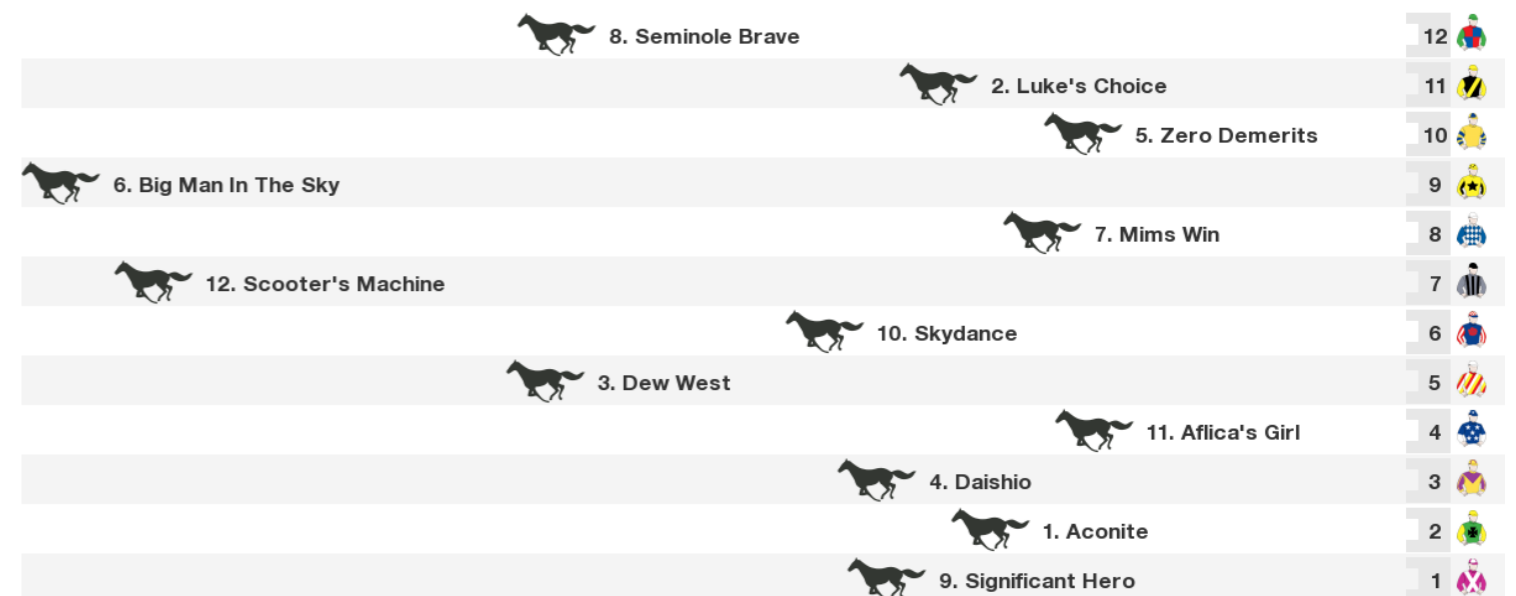 8. Seminole Brave 12
2. Luke's Choice 11
5. Zero Demerits 10
6. Big Man In The Sky 9
7. Mims Win 8
12. Scooter's Machine 7
10. Skydance 6
3. Dew West 5
11. Aflica's Girl 4
4. Daishio 3
1. Aconite 2
9. Significant Hero 1